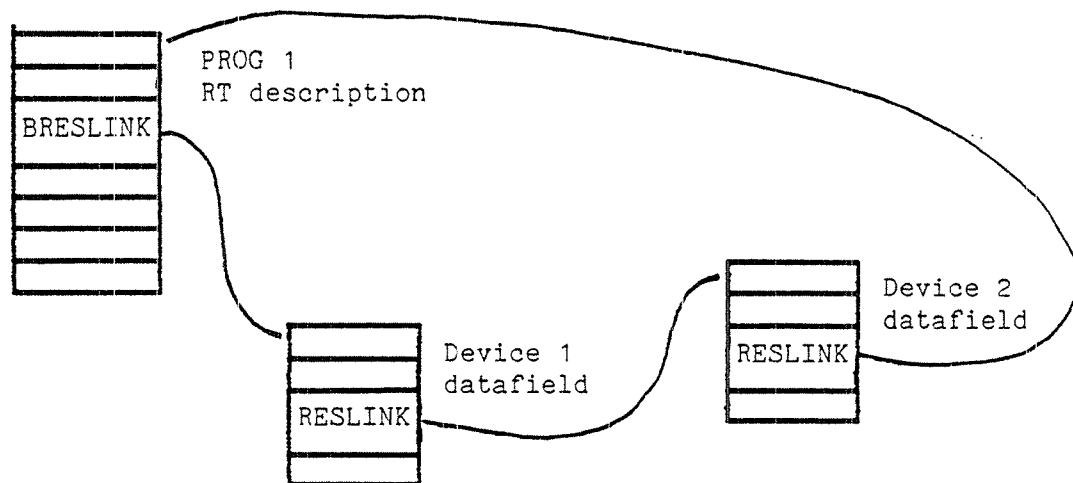 PROG 1
RT description
BRESLINK
Device 2
datafield
Device 1
datafield
RESLINK
RESLINK